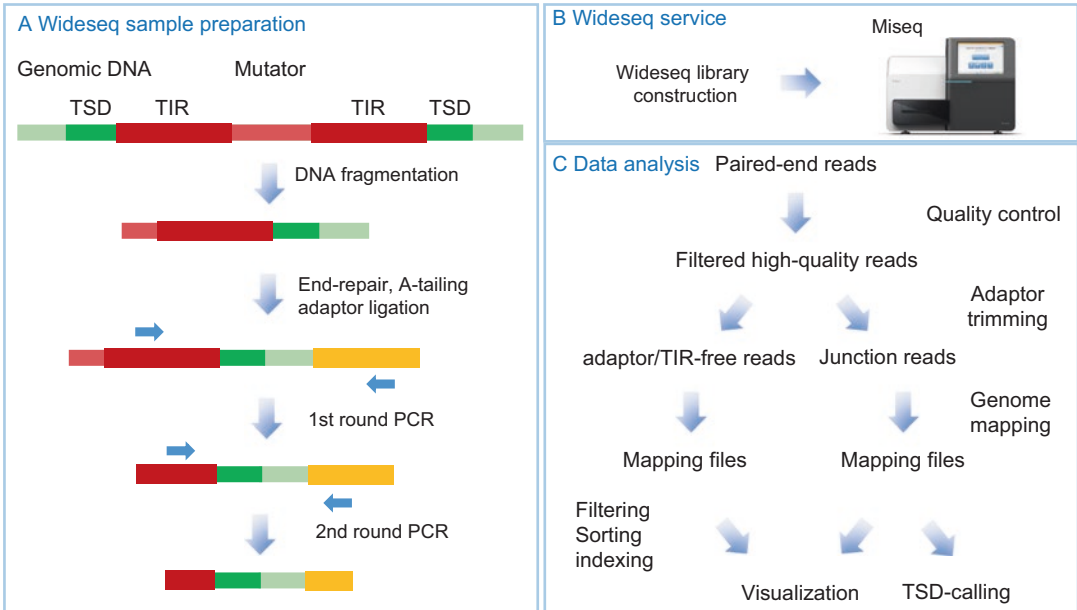 A Wideseq sample preparation
Genomic DNA
Mutator
TSD
TIR
TIR
TSD
DNA fragmentation
End-repair, A-tailing
adaptor ligation
1st round PCR
2nd round PCR
B Wideseq service
Miseq
Wideseq library
construction
C Data analysis
Paired-end reads
Quality control
Filtered high-quality reads
Adaptor
trimming
adaptor/TIR-free reads
Junction reads
Genome
mapping
Mapping files
Mapping files
Filtering
Sorting
indexing
Visualization
TSD-calling